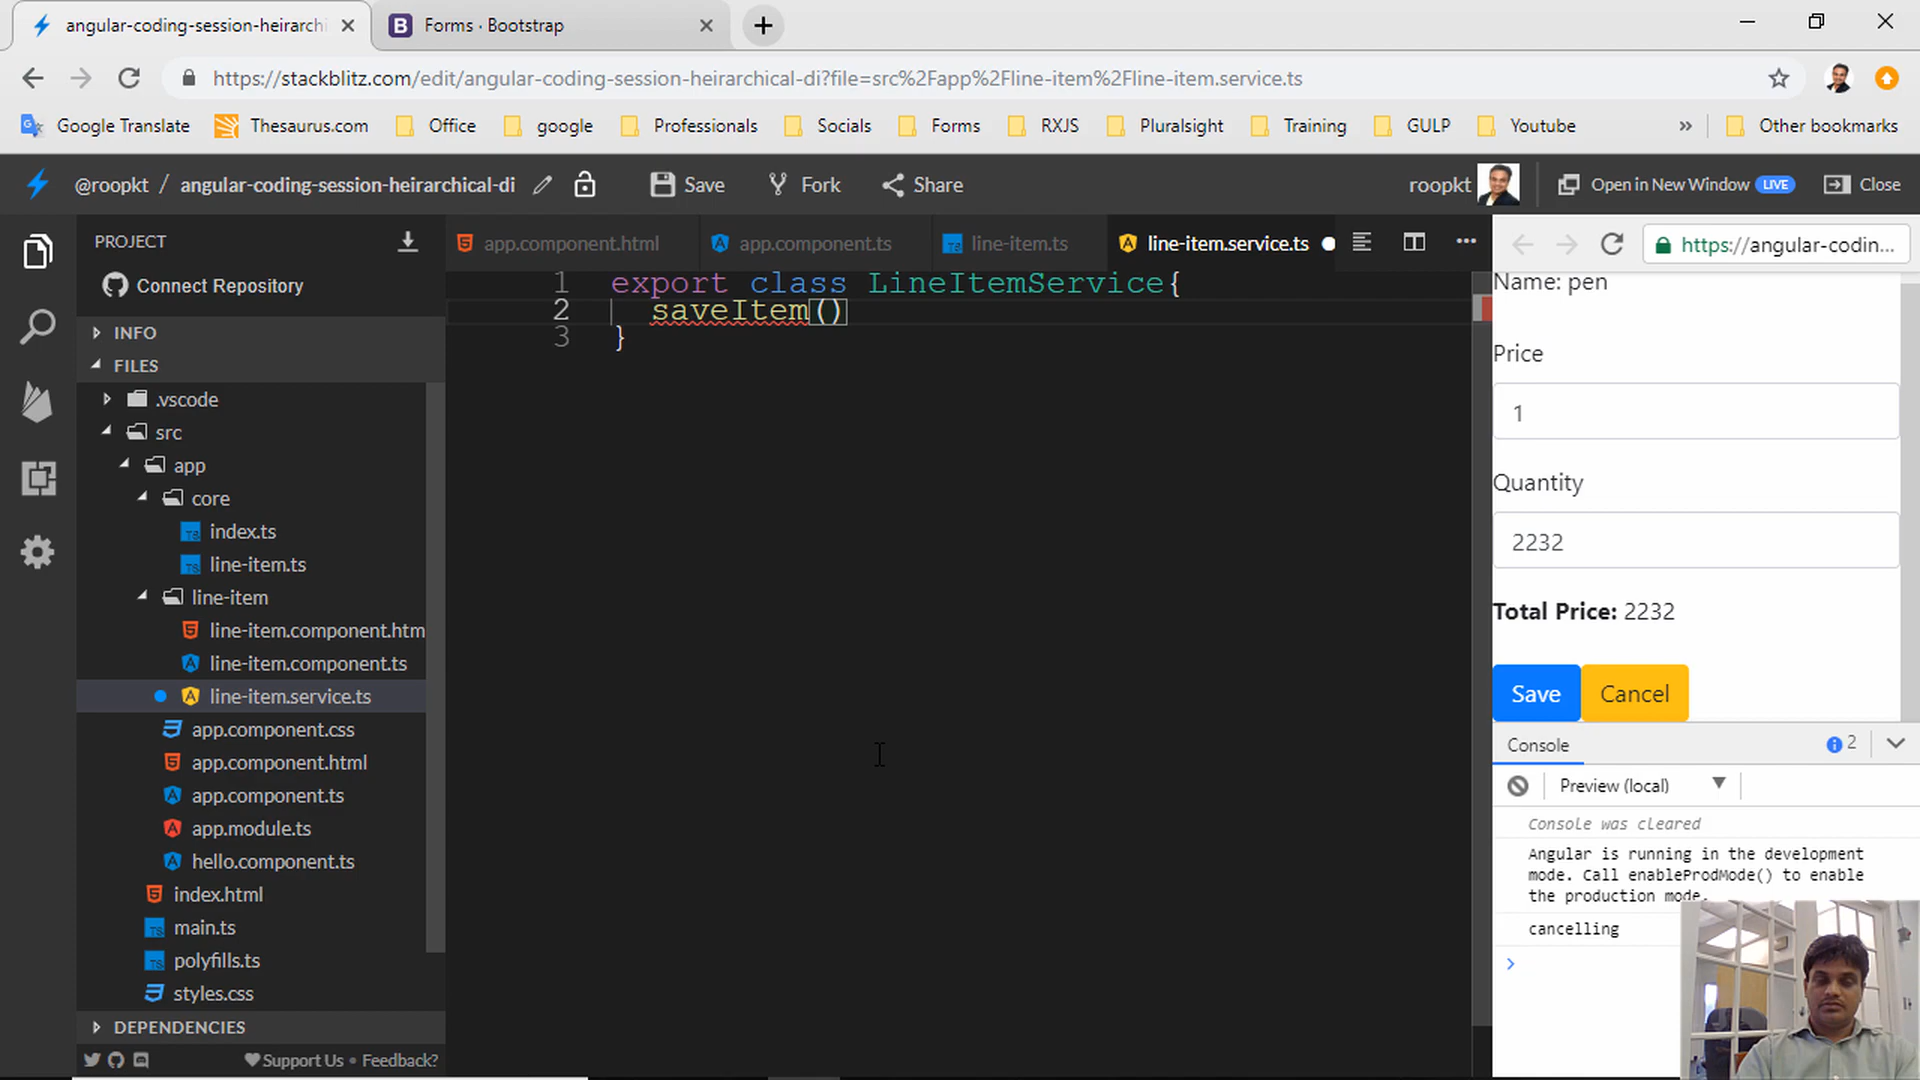 angular-coding-session-heirarchi
Forms · Bootstrap
https://stackblitz.com/edit/angular-coding-session-heirarchical-di?file=src%2Fapp%2Fline-item%2Fline-item.service.ts
Google Translate
Thesaurus.com
Office
google
Professionals
Socials
Forms
RXJS
Pluralsight
Training
GULP
Youtube
»
Other bookmarks
@roopkt / angular-coding-session-heirarchical-di
Save
Fork
Share
roopkt
Open in New Window LIVE
Close
PROJECT
Connect Repository
INFO
FILES
.vscode
src
app
core
index.ts
line-item.ts
line-item
line-item.component.htm
line-item.component.ts
line-item.service.ts
app.component.css
app.component.html
app.component.ts
app.module.ts
hello.component.ts
index.html
main.ts
polyfills.ts
styles.css
DEPENDENCIES
Support Us • Feedback?
app.component.html
app.component.ts
line-item.ts
line-item.service.ts
1 export class LineItemService{
2 saveItem()
3 }
https://angular-codin...
Name: pen
Price
1
Quantity
2232
Total Price: 2232
Save
Cancel
Console
2
Preview (local)
Console was cleared
Angular is running in the development
mode. Call enableProdMode() to enable
the production mode.
cancelling